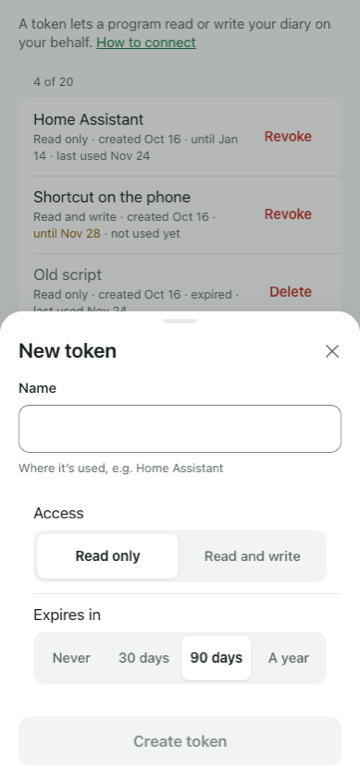 A token lets a program read or write your diary on
your behalf. How to connect
4 of 20
Home Assistant
Read only · created Oct 16 · until Jan
14 · last used Nov 24
Revoke
Shortcut on the phone
Read and write · created Oct 16 ·
until Nov 28 · not used yet
Revoke
Old script
Read only · created Oct 16 · expired ·
last used Nov 24
Delete
New token
Name
Where it's used, e.g. Home Assistant
Access
Read only
Read and write
Expires in
Never
30 days
90 days
A year
Create token